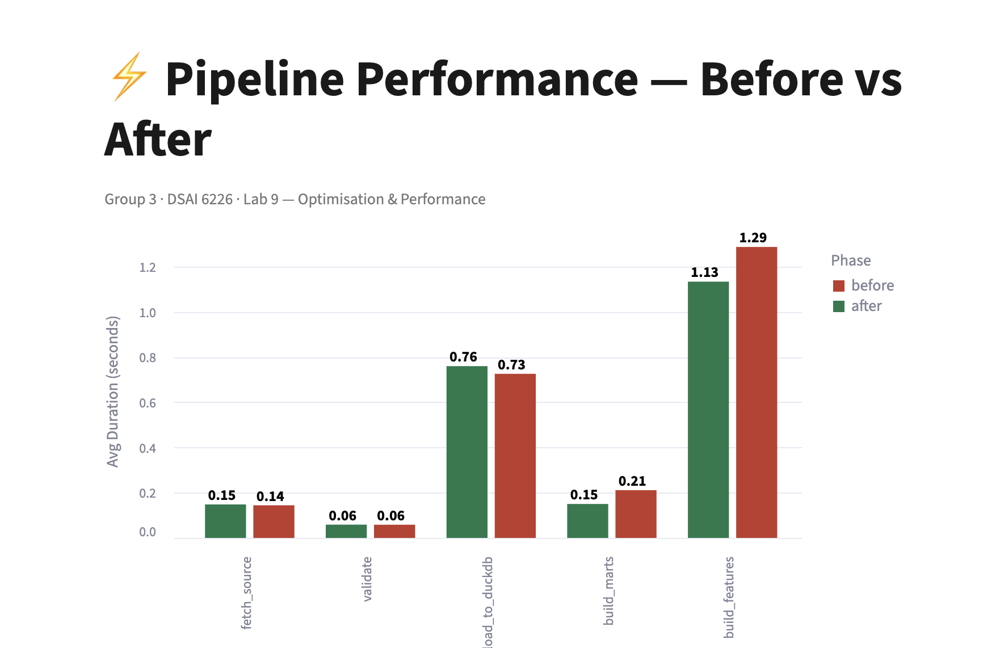 ⚡ Pipeline Performance — Before vs
After
Group 3 · DSAI 6226 · Lab 9 — Optimisation & Performance
Avg Duration (seconds)
1.2
1.0
0.8
0.6
0.4
0.2
0.0
0.15
0.14
0.06
0.06
0.76
0.73
0.15
0.21
1.13
1.29
fetch_source
validate
load_to_duckdb
build_marts
build_features
Phase
before
after